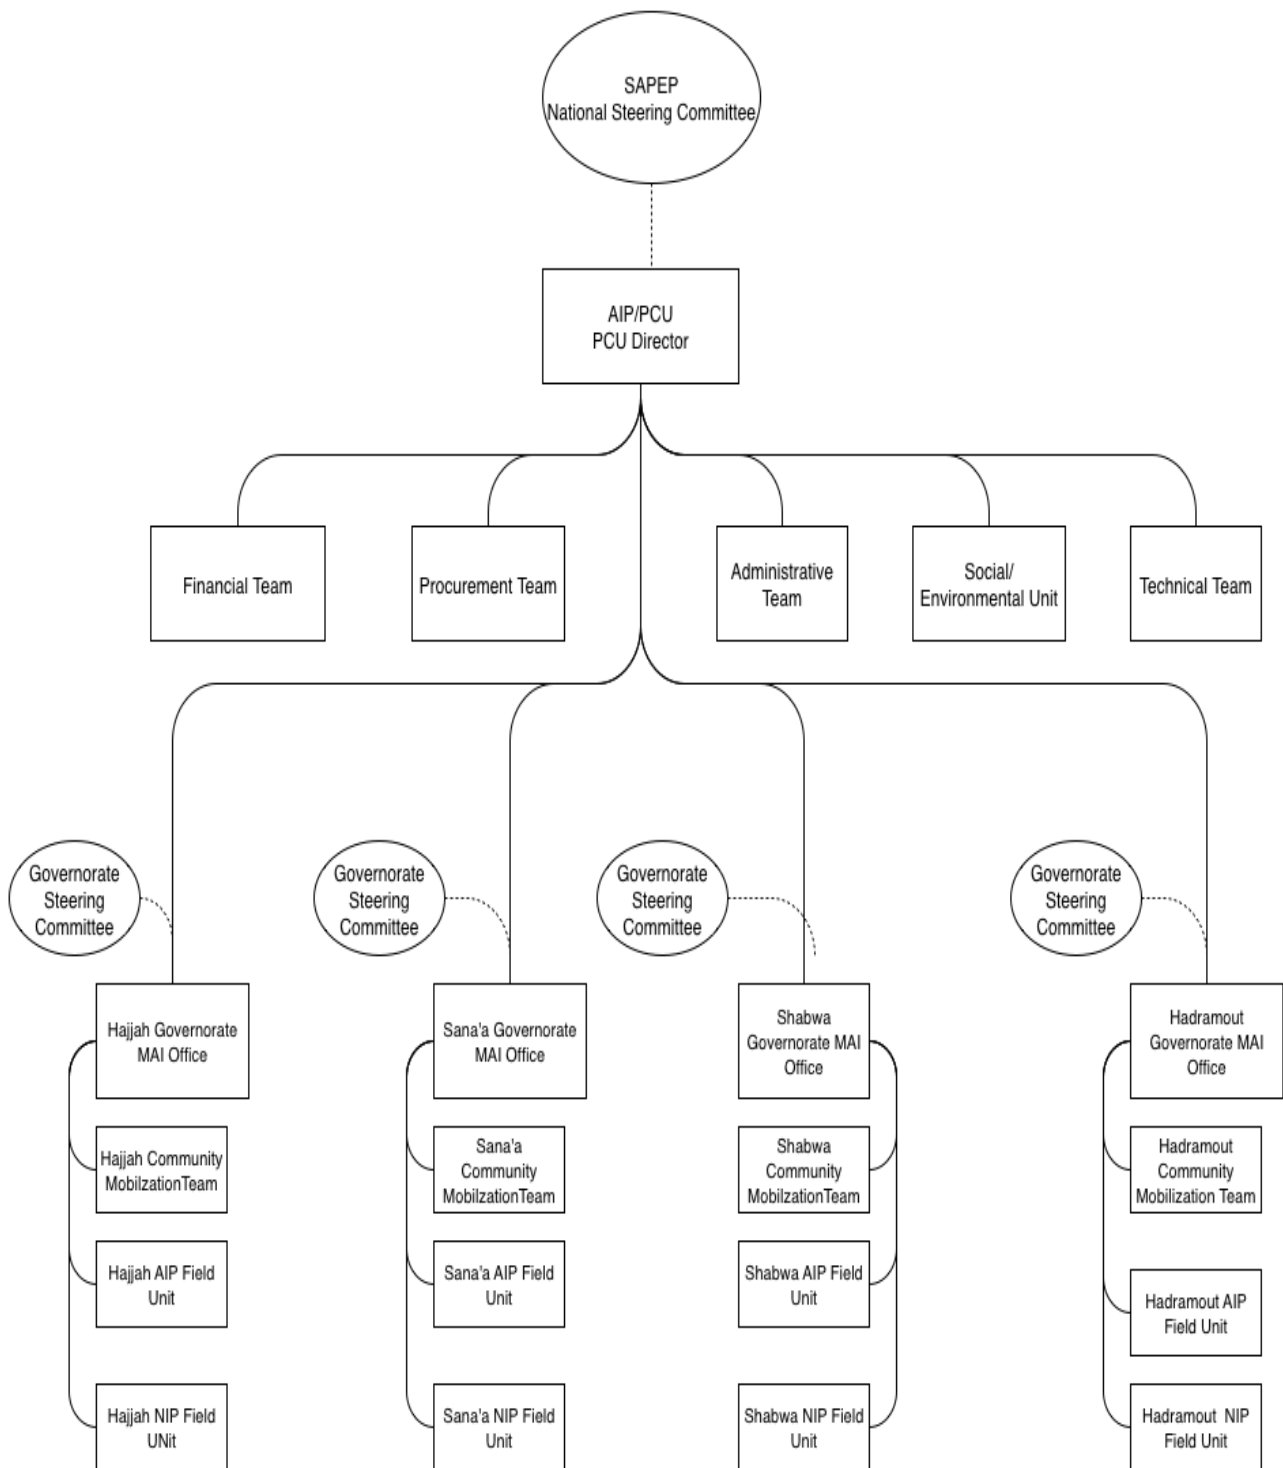 SAPEP
National Steering Committee
AIP/PCU
PCU Director
Financial Team
Procurement Team
Administrative
Team
Social/
Environmental Unit
Technical Team
Governorate
Steering
Committee
Governorate
Steering
Committee
Governorate
Steering
Committee
Governorate
Steering
Committee
Hajjah Governorate
MAI Office
Sana'a Governorate
MAI Office
Shabwa
Governorate MAI
Office
Hadramout
Governorate MAI
Office
Hajjah Community
MobilzationTeam
Sana'a
Community
MobilzationTeam
Shabwa
Community
MobilzationTeam
Hadramout
Community
Mobilization Team
Hajjah AIP Field
Unit
Sana'a AIP Field
Unit
Shabwa AIP Field
Unit
Hadramout AIP
Field Unit
Hajjah NIP Field
UNit
Sana'a NIP Field
Unit
Shabwa NIP Field
Unit
Hadramout  NIP
Field Unit